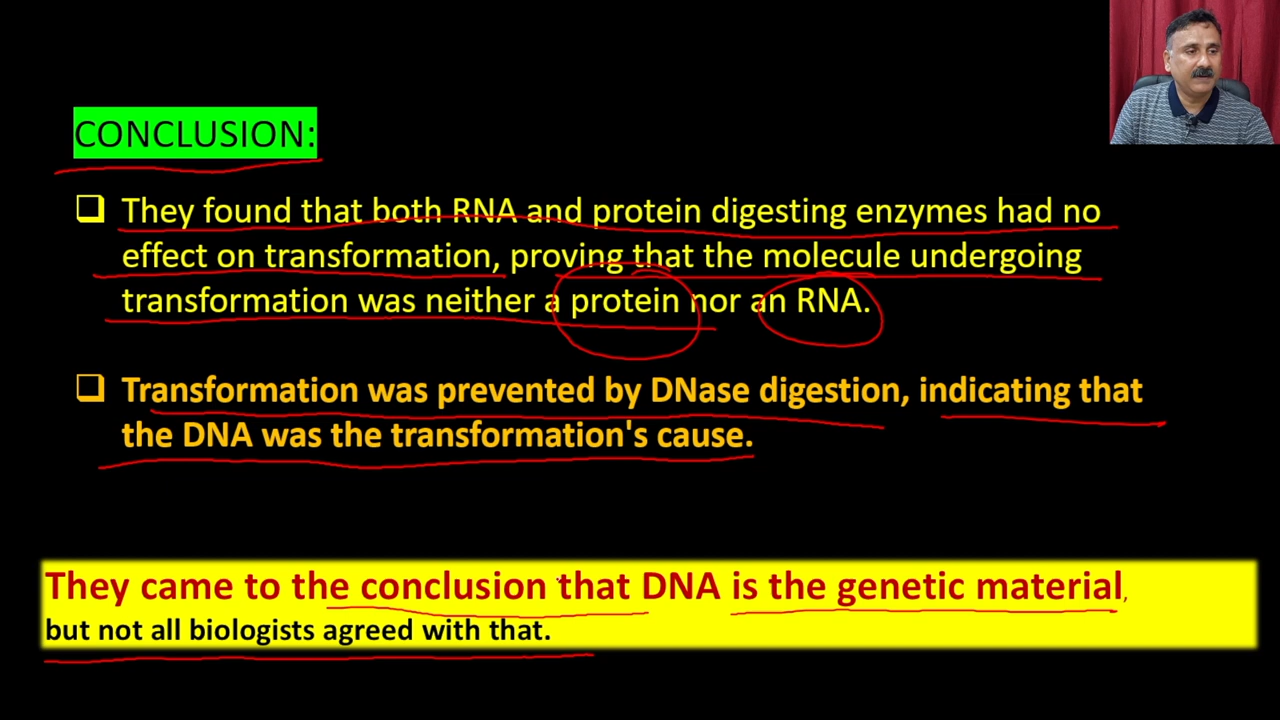 CONCLUSION:
They found that both RNA and protein digesting enzymes had no
effect on transformation, proving that the molecule undergoing
transformation was neither a protein nor an RNA.
Transformation was prevented by DNase digestion, indicating that
the DNA was the transformation's cause.
They came to the conclusion that DNA is the genetic material,
but not all biologists agreed with that.